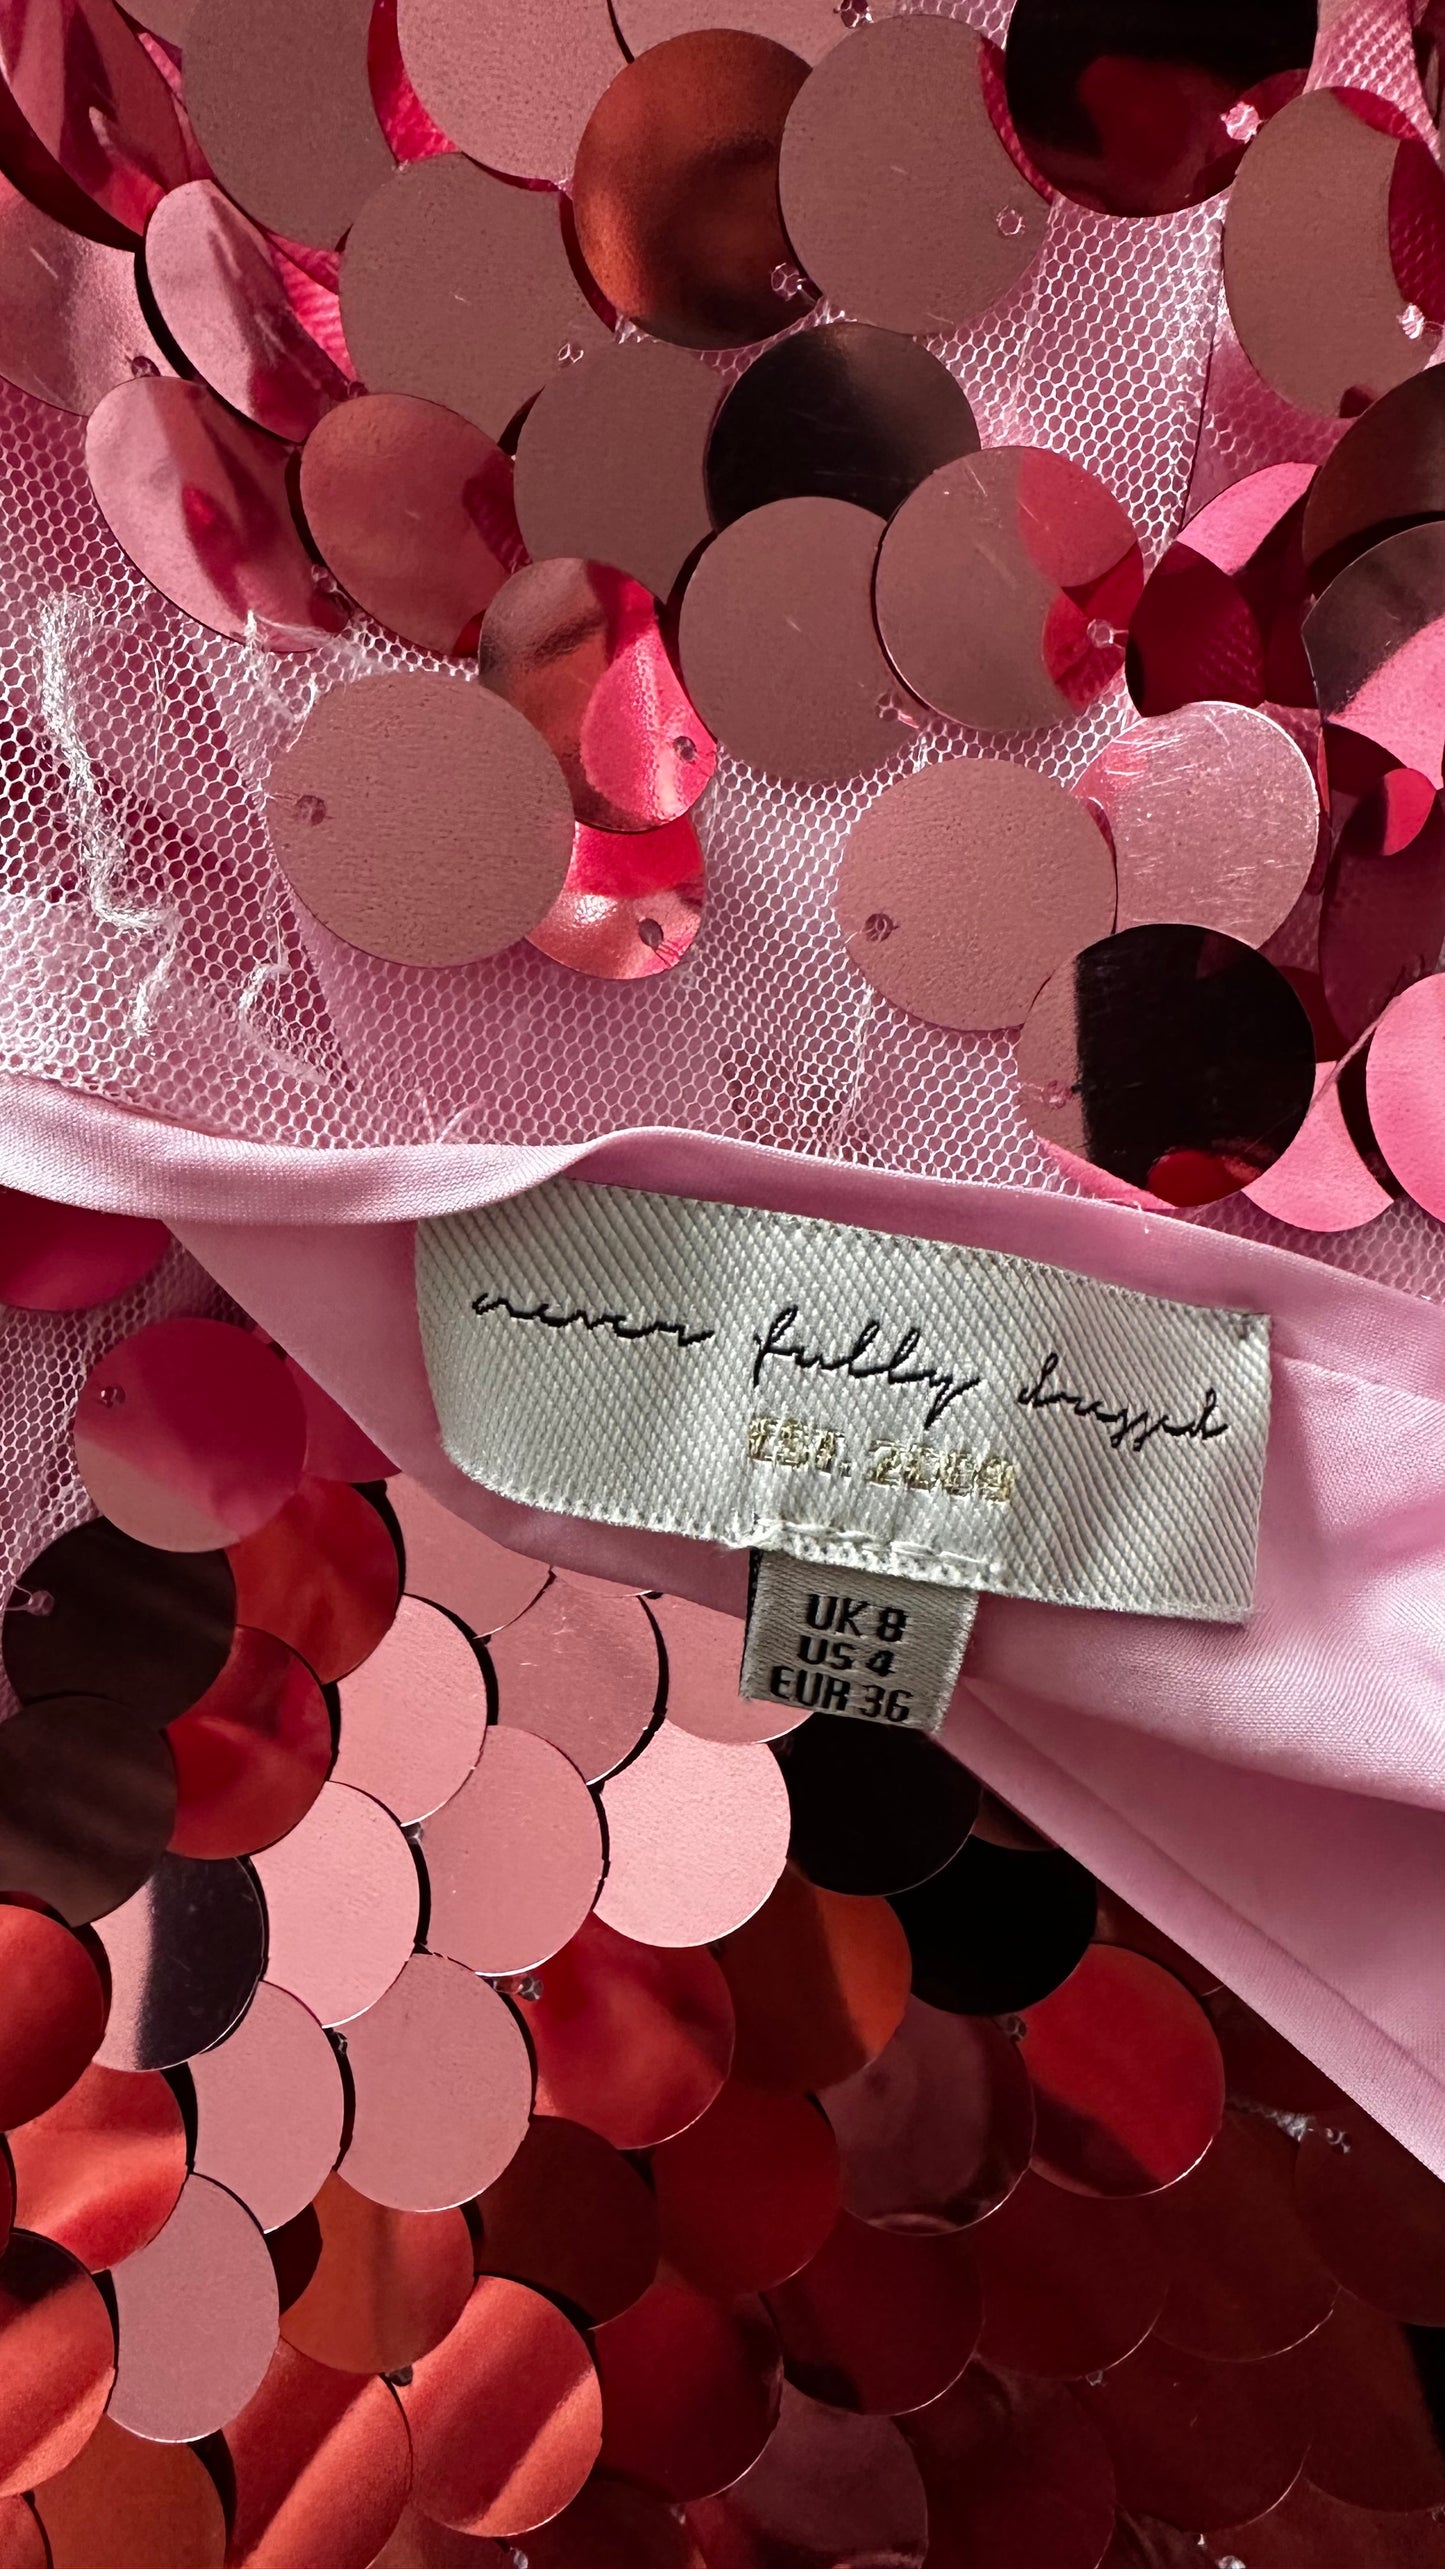 never fully dressed
EST. 2009
UK 8
US 4
EUR 36